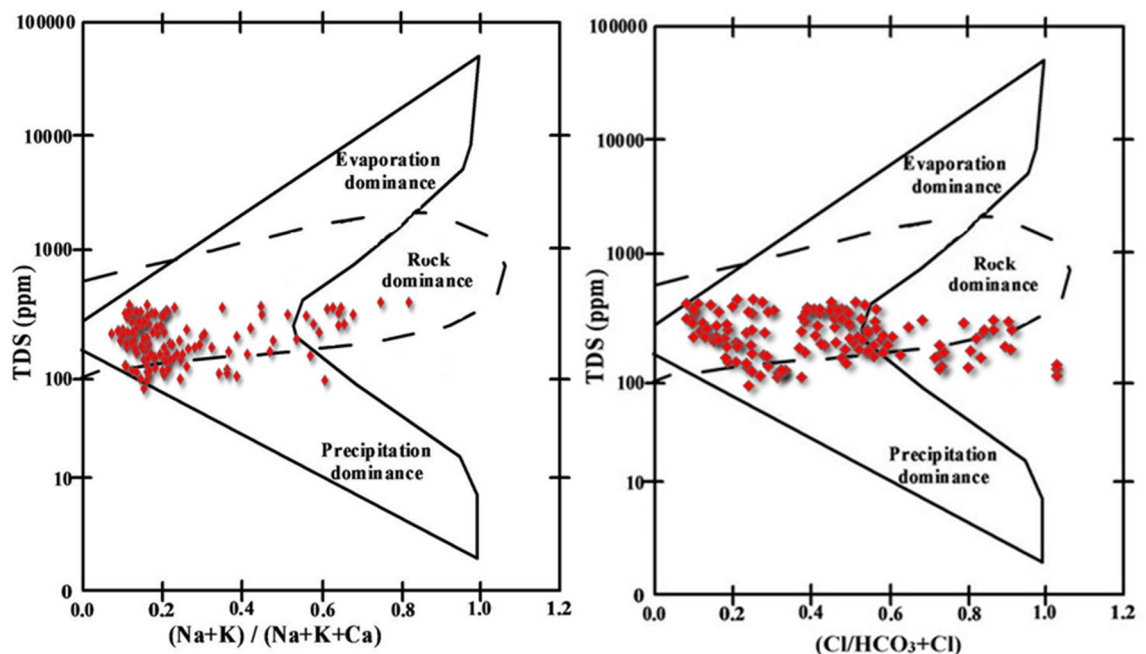 100000
10000
1000
100
10
0
TDS (ppm)
Evaporation
dominance
Rock
dominance
Precipitation
dominance
0.0 0.2 0.4 0.6 0.8 1.0 1.2
(Na+K) / (Na+K+Ca)
100000
10000
1000
100
10
0
TDS (ppm)
Evaporation
dominance
Rock
dominance
Precipitation
dominance
0.0 0.2 0.4 0.6 0.8 1.0 1.2
(Cl/HCO₃+Cl)